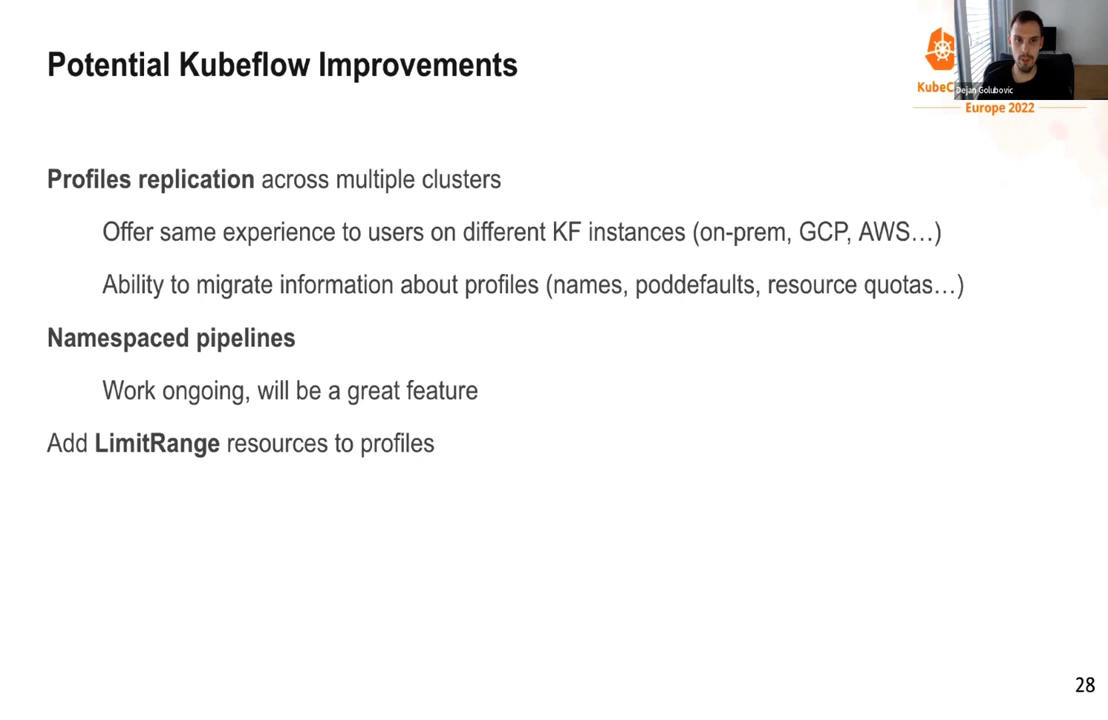 Potential Kubeflow Improvements
KubeC
Dejan Golubovic
Europe 2022
Profiles replication across multiple clusters
Offer same experience to users on different KF instances (on-prem, GCP, AWS…)
Ability to migrate information about profiles (names, poddefaults, resource quotas…)
Namespaced pipelines
Work ongoing, will be a great feature
Add LimitRange resources to profiles
28